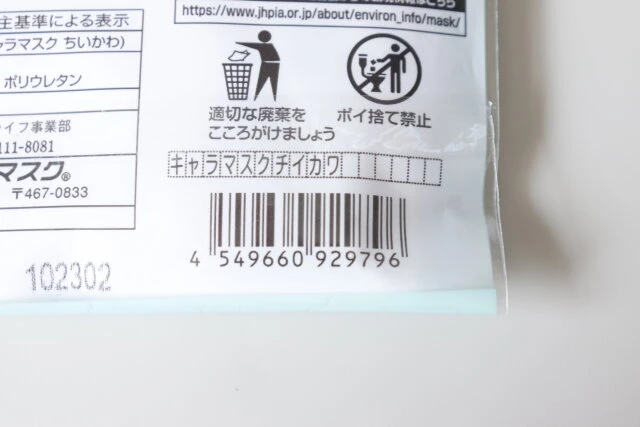 主基準による表示
ャラマスク ちいかわ)
ポリウレタン
イフ事業部
111-8081
マスク®
〒467-0833
102302
https://www.jhpia.or.jp/about/environ_info/mask/
適切な廃棄を
こころがけましょう
ポイ捨て禁止
キャラマスクチイカワ
4 549660 929796